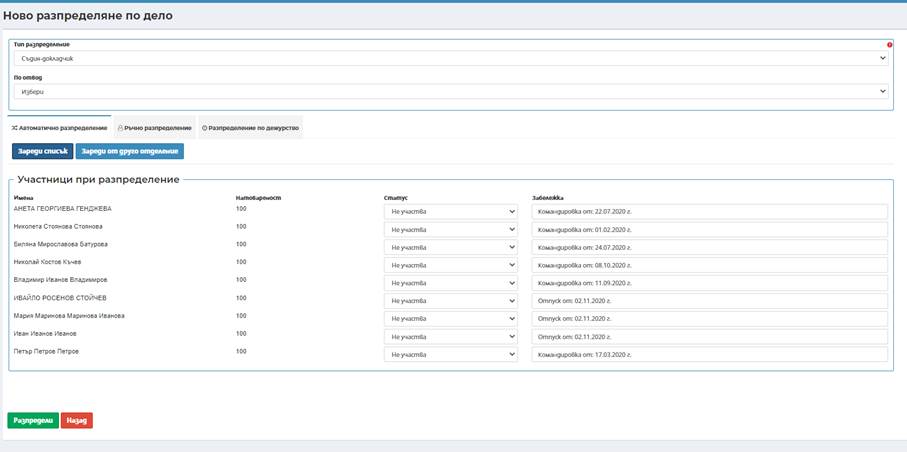 Ново разпределяне по дело
Тип разпределение
Съдия-докладчик
По отвод
Избери
Автоматично разпределение Ръчно разпределение Разпределение по дежурство
Зареди списък Зареди от друго отделение
Участници при разпределение
Имена Натовареност Статус Забележка
АНЕТА ГЕОРГИЕВА ГЕНДЖЕВА 100 Не участва Командировка от: 22.07.2020 г.
Николета Стоянова Стоянова 100 Не участва Командировка от: 01.02.2020 г.
Биляна Мирославова Батурова 100 Не участва Командировка от: 24.07.2020 г.
Николай Костов Кънев 100 Не участва Командировка от: 08.10.2020 г.
Владимир Иванов Владимиров 100 Не участва Командировка от: 11.09.2020 г.
ИВАЙЛО РОСЕНОВ СТОЙЧЕВ 100 Не участва Отпуск от: 02.11.2020 г.
Мария Маринова Маринова Иванова 100 Не участва Отпуск от: 02.11.2020 г.
Иван Иванов Иванов 100 Не участва Отпуск от: 02.11.2020 г.
Петър Петров Петров 100 Не участва Командировка от: 17.03.2020 г.
Разпредели Назад